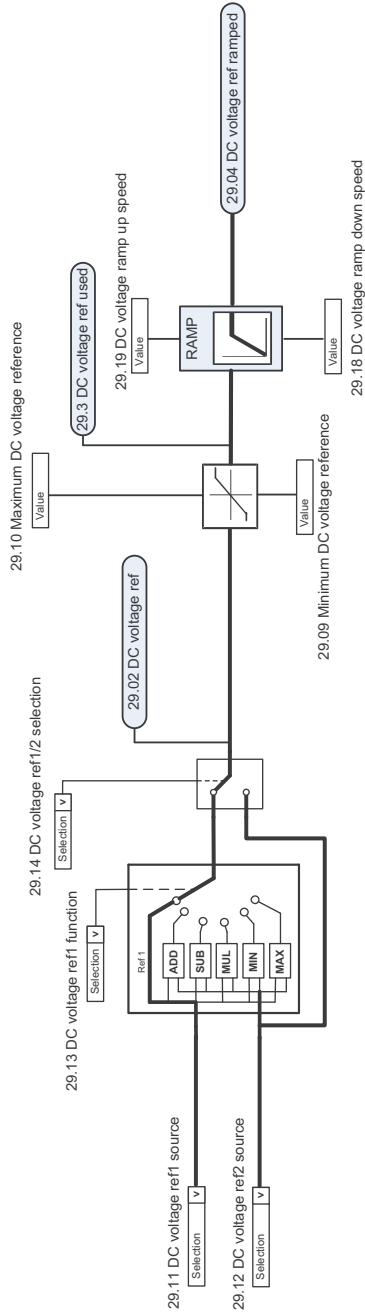 29.11 DC voltage ref1 source
Selection v
29.12 DC voltage ref2 source
Selection v
29.13 DC voltage ref1 function
Selection v
Ref 1
ADD
SUB
MUL
MIN
MAX
29.14 DC voltage ref1/2 selection
Selection v
29.02 DC voltage ref
29.10 Maximum DC voltage reference
Value
29.09 Minimum DC voltage reference
Value
29.3 DC voltage ref used
29.19 DC voltage ramp up speed
Value
RAMP
29.18 DC voltage ramp down speed
Value
29.04 DC voltage ref ramped